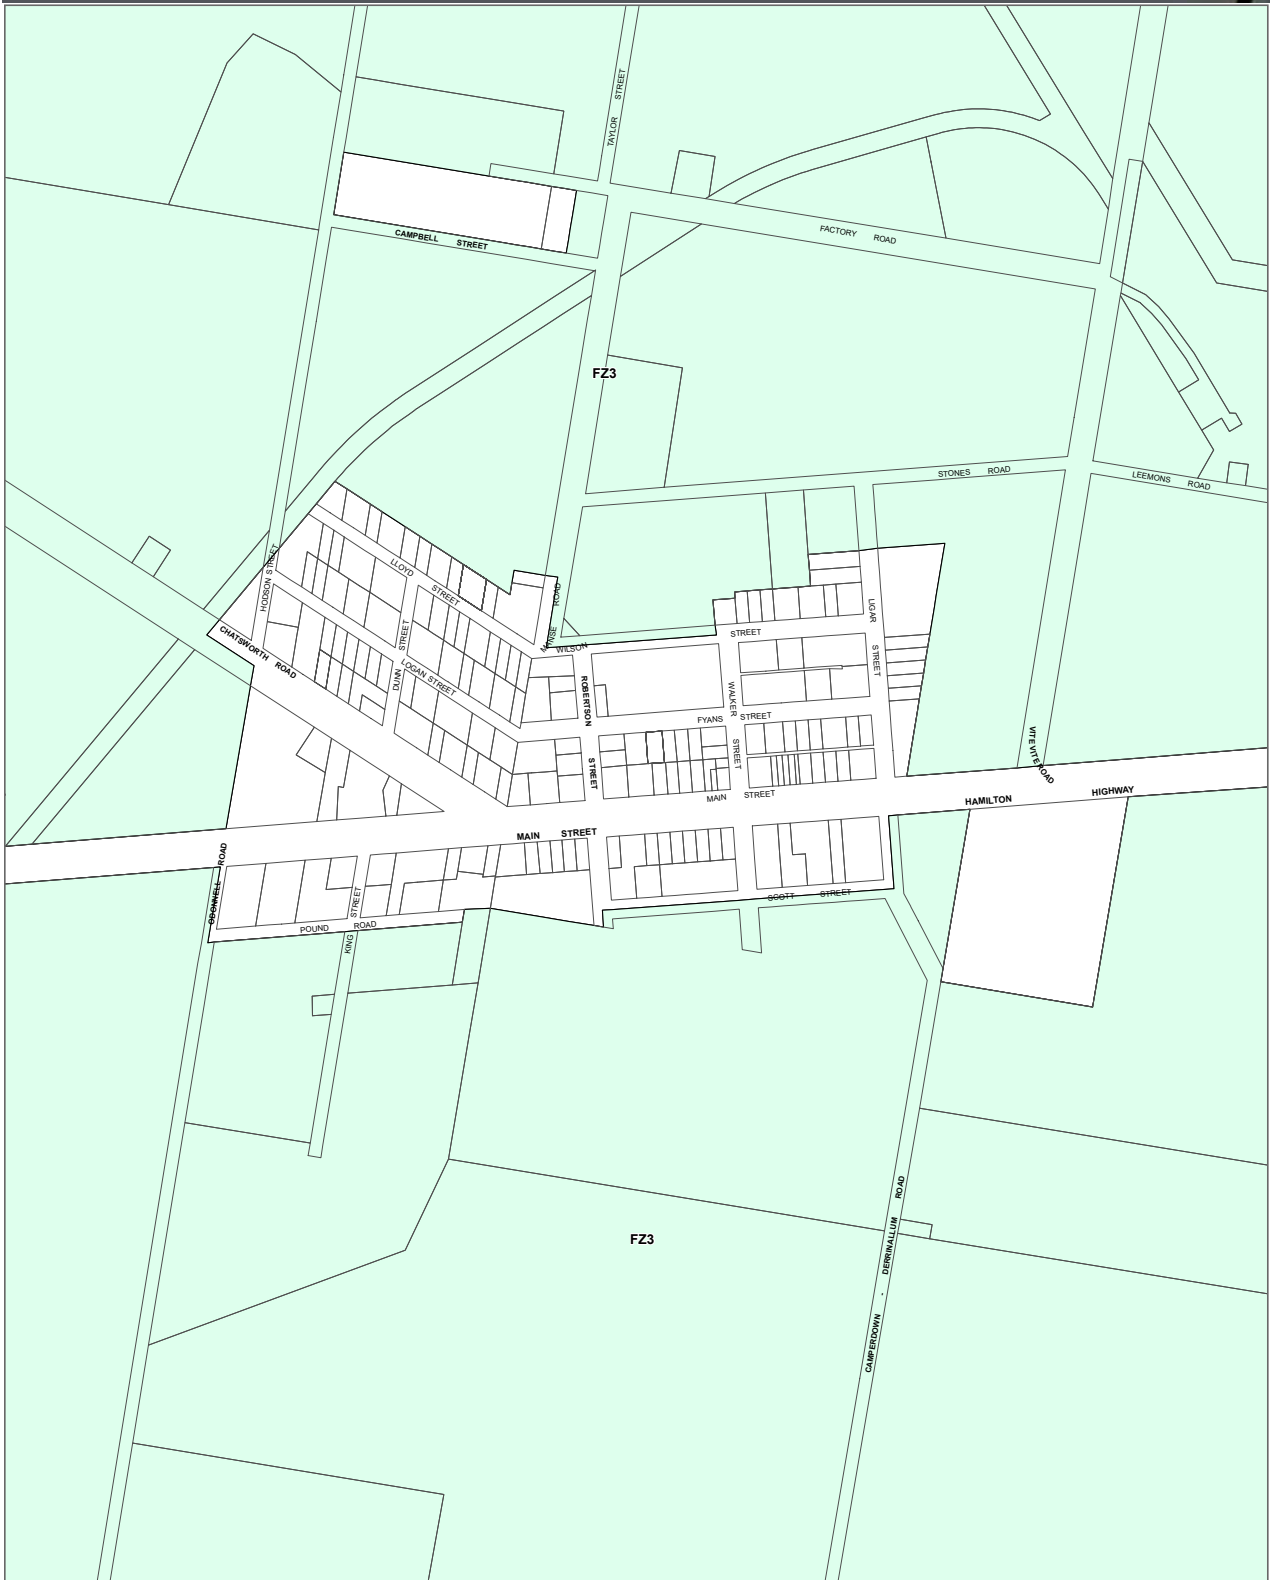 TAYLOR STREET
FACTORY ROAD
CAMPBELL STREET
FZ3
STONES ROAD
LEEMONS ROAD
HODSON STREET
LLOYD STREET
MANSE ROAD
WILSON STREET
LIGAR STREET
CHATSWORTH ROAD
DUNN STREET
LOGAN STREET
ROBERTSON STREET
WALKER STREET
FYANS STREET
VITE VITE ROAD
MAIN STREET
HAMILTON HIGHWAY
MAIN STREET
ODONNELL ROAD
KING STREET
POUND ROAD
SCOTT STREET
FZ3
CAMPERDOWN - DERRINALLUM ROAD